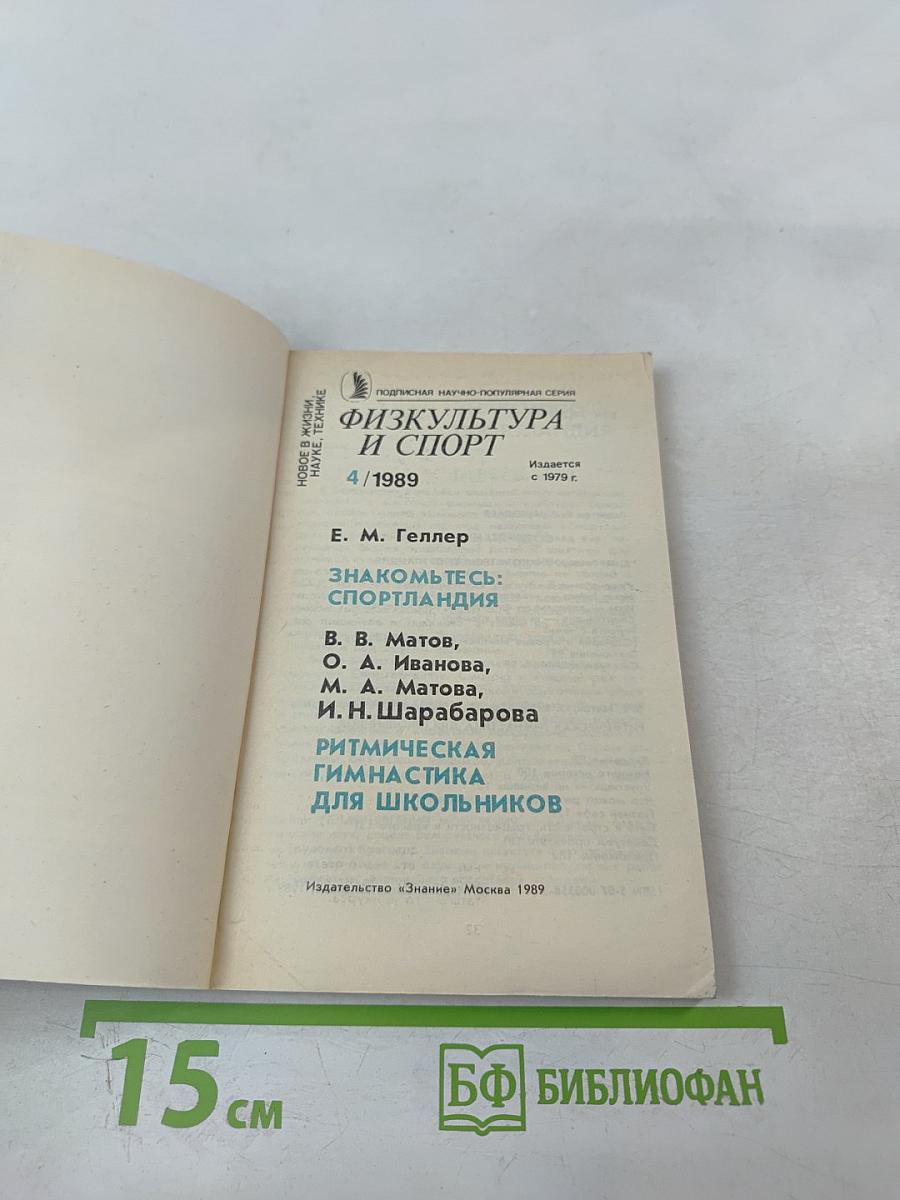 НОВОЕ В ЖИЗНИ,
НАУКЕ, ТЕХНИКЕ
ПОДПИСНАЯ НАУЧНО-ПОПУЛЯРНАЯ СЕРИЯ
ФИЗКУЛЬТУРА
И СПОРТ
4/1989
Издается
с 1979 г.
Е. М. Геллер
ЗНАКОМЬТЕСЬ:
СПОРТЛАНДИЯ
В. В. Матов,
О. А. Иванова,
М. А. Матова,
И. Н. Шарабарова
РИТМИЧЕСКАЯ
ГИМНАСТИКА
ДЛЯ ШКОЛЬНИКОВ
Издательство «Знание» Москва 1989
15 см
БФ БИБЛИОФАН